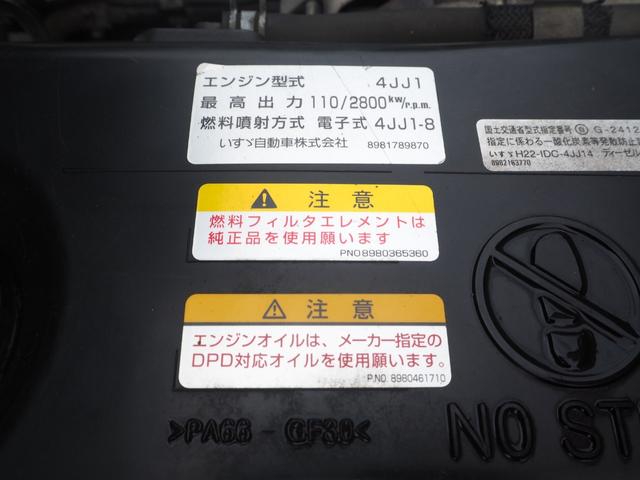 エンジン型式 4JJ1
最高出力 110/2800kw/r.p.m.
燃料噴射方式 電子式 4JJ1-8
いすゞ自動車株式会社 8981789870
国土交通省型式指定番号 G-2412
指定に係わる一酸化炭素等発散防止
いすゞH22-IDC-4JJ14 ディーゼル
8982163770
注意
燃料フィルタエレメントは
純正品を使用願います
PNO.8980365360
注意
エンジンオイルは、メーカー指定の
DPD対応オイルを使用願います。
P.NO. 8980461710
>PA66-GF30<
NO ST